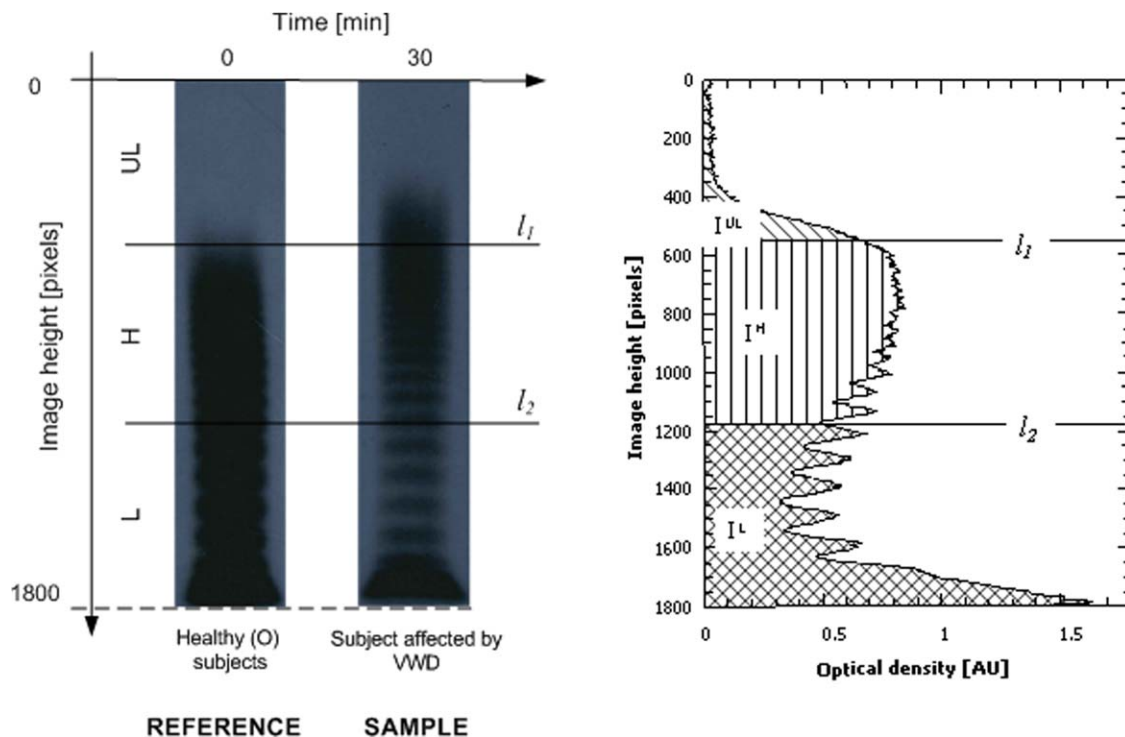 Time [min]
0
30
0
UL
l1
Image height [pixels]
H
l2
L
1800
Healthy (O)
subjects
Subject affected by
VWD
REFERENCE
SAMPLE
0
200
400
I UL
l1
600
800
I H
1000
Image height [pixels]
1200
l2
1400
I L
1600
1800
0
0.5
1
1.5
Optical density [AU]